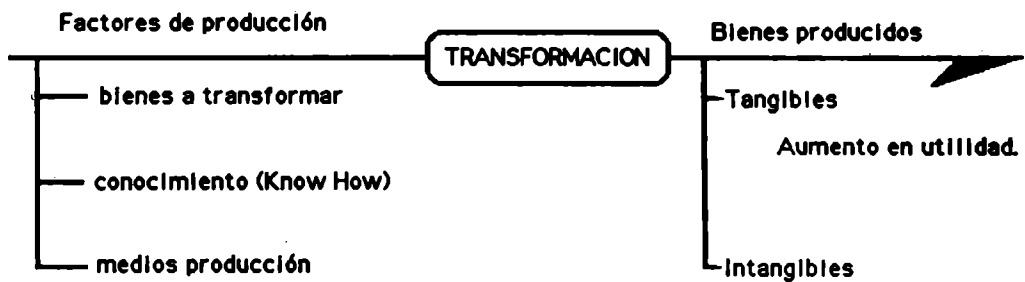 Factores de producción
TRANSFORMACION
Bienes producidos
bienes a transformar
Tangibles
Aumento en utilidad.
conocimiento (Know How)
medios producción
Intangibles